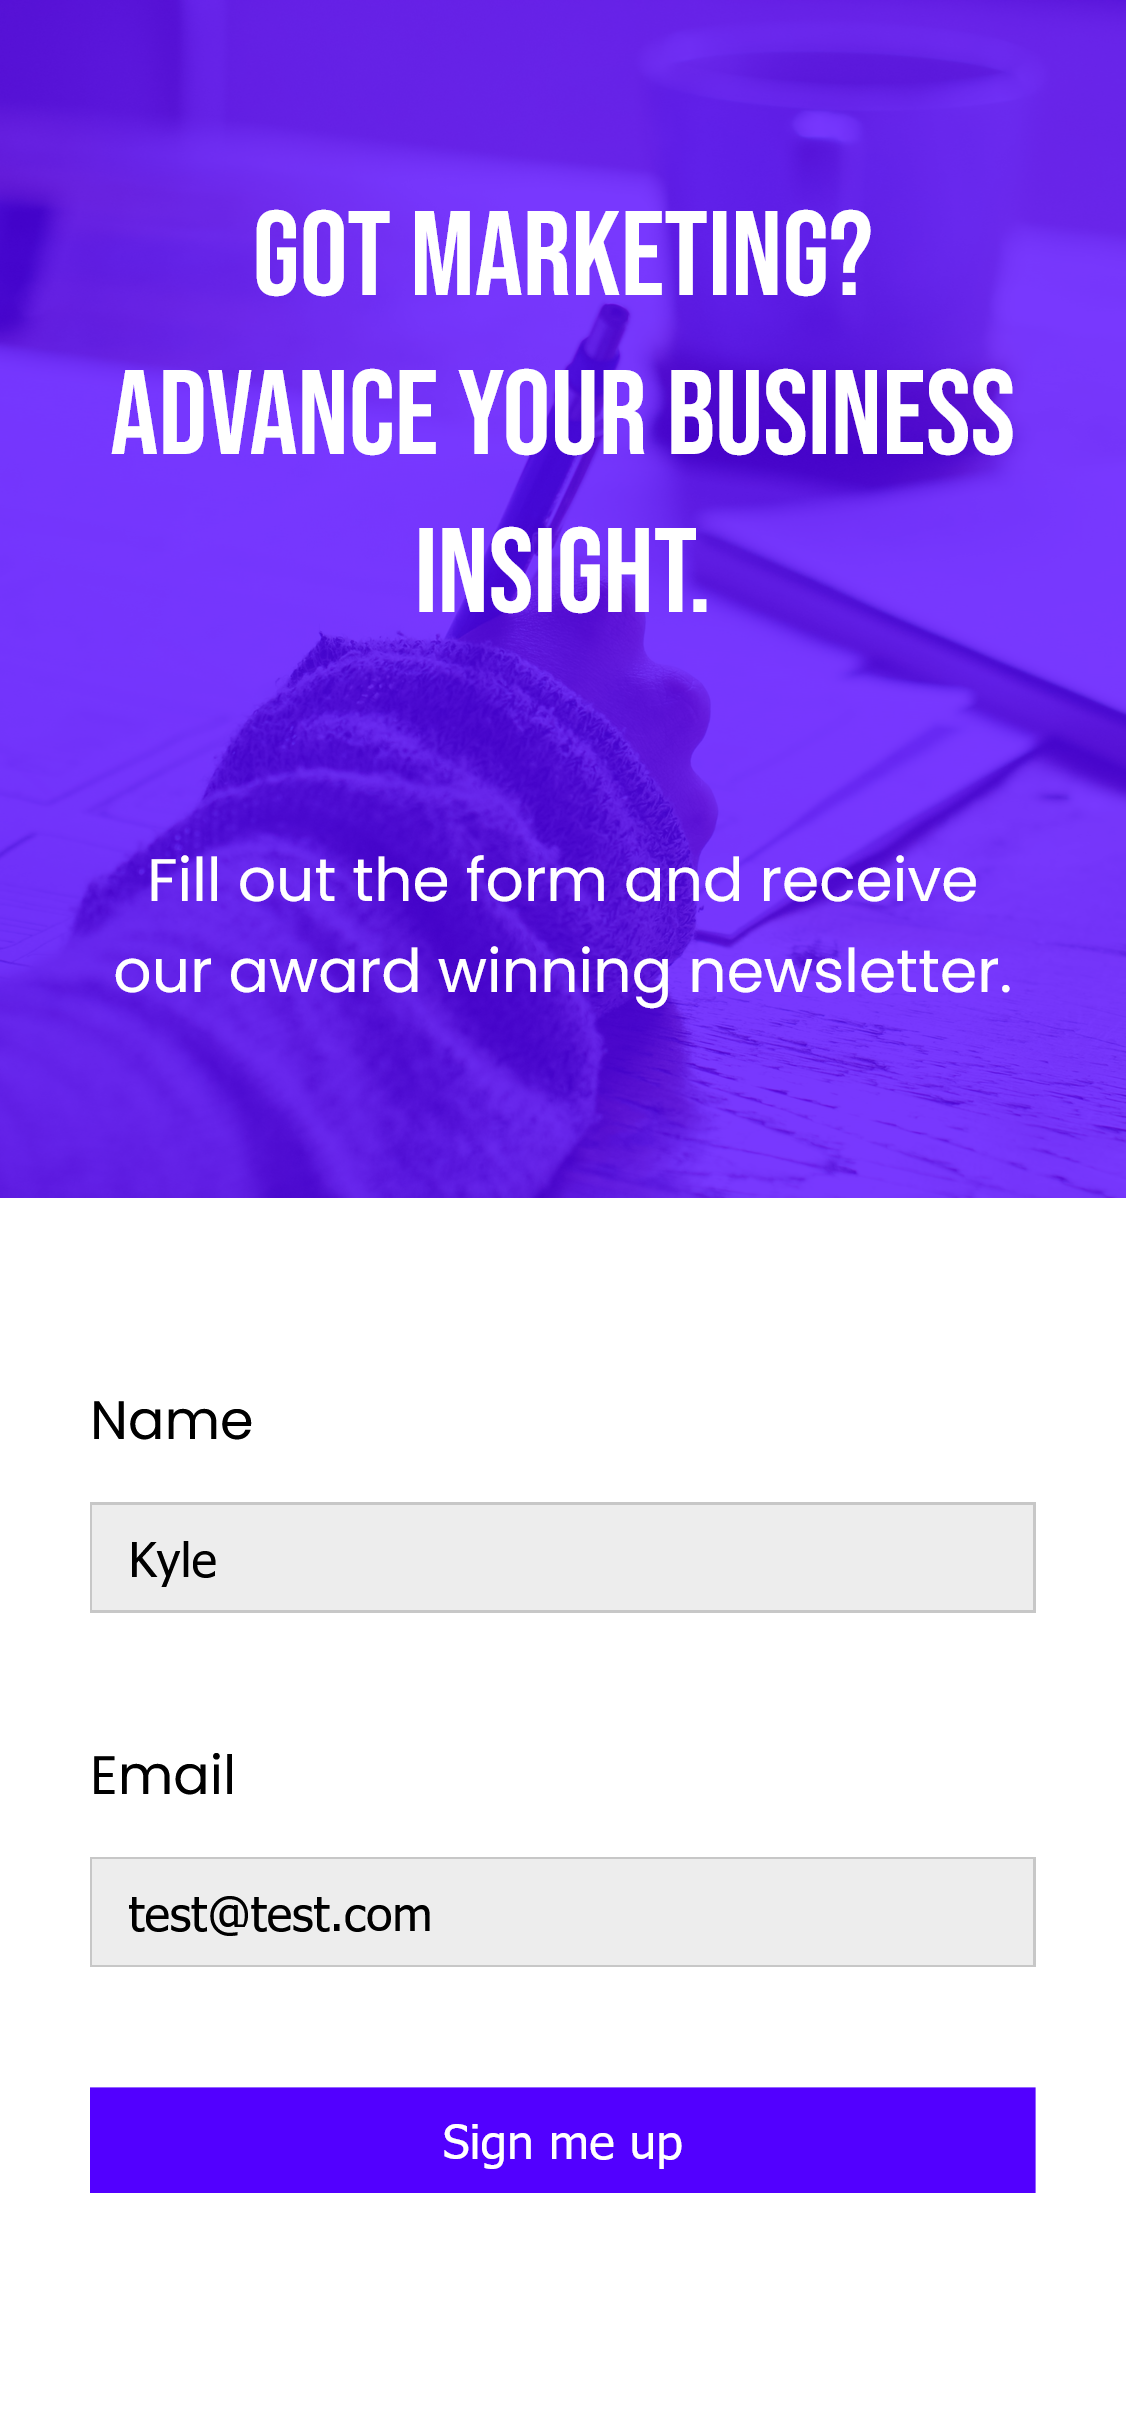 GOT MARKETING?
ADVANCE YOUR BUSINESS
INSIGHT.
Fill out the form and receive
our award winning newsletter.
Name
Kyle
Email
test@test.com
Sign me up